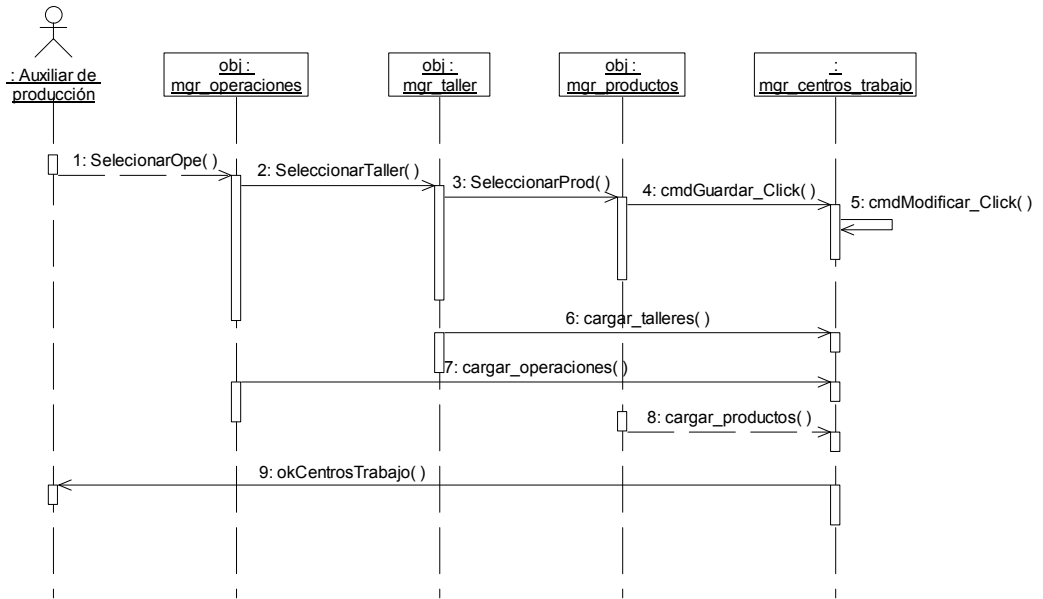 : Auxiliar de
producción
obj :
mgr_operaciones
obj :
mgr_taller
obj :
mgr_productos
:
mgr_centros_trabajo
1: SelecionarOpe( )
2: SeleccionarTaller( )
3: SeleccionarProd( )
4: cmdGuardar_Click( )
5: cmdModificar_Click( )
6: cargar_talleres( )
7: cargar_operaciones( )
8: cargar_productos( )
9: okCentrosTrabajo( )